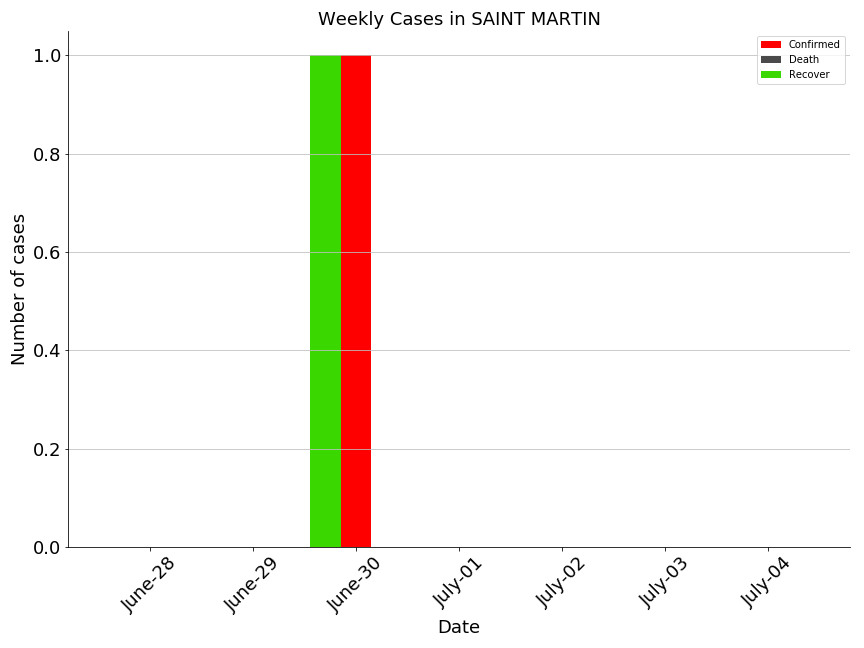 Weekly Cases in SAINT MARTIN
Confirmed
Death
Recover
Number of cases
1.0
0.8
0.6
0.4
0.2
0.0
June-28
June-29
June-30
July-01
July-02
July-03
July-04
Date